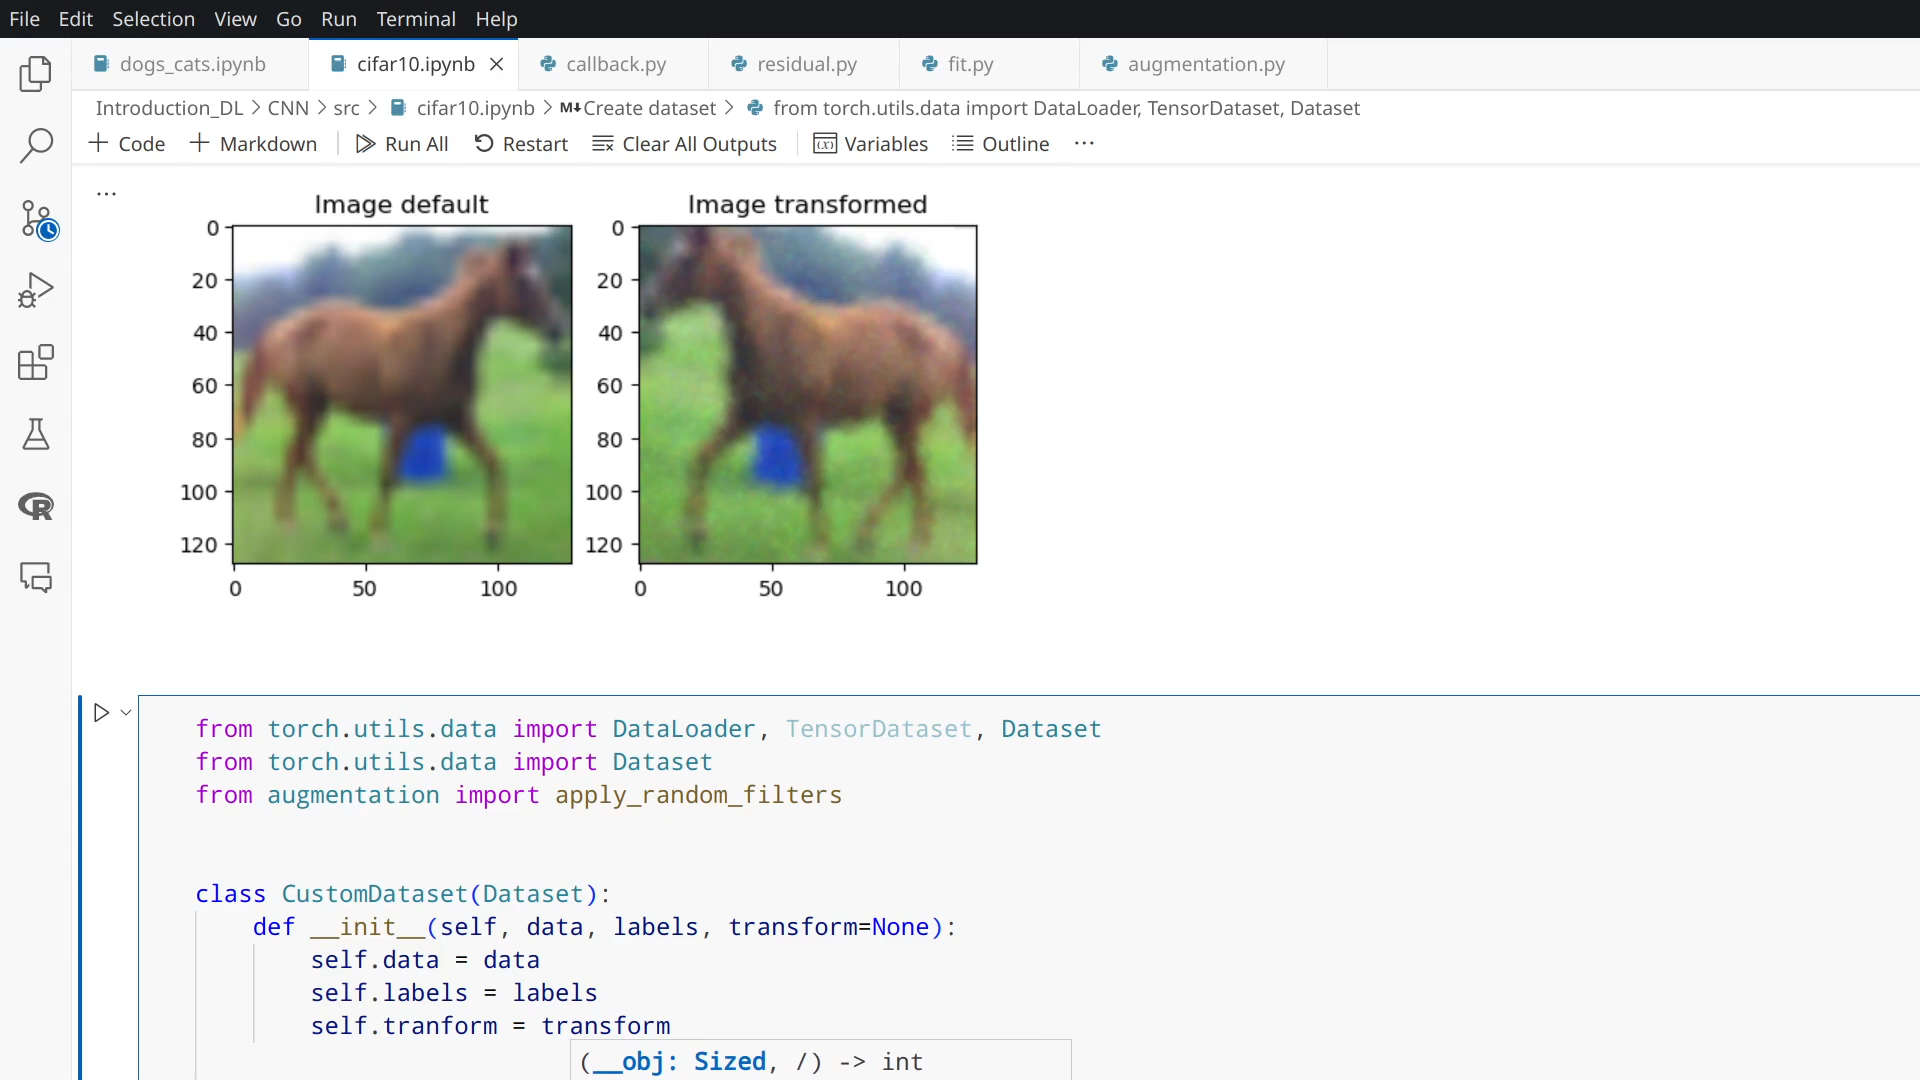 File Edit Selection View Go Run Terminal Help
dogs_cats.ipynb cifar10.ipynb callback.py residual.py fit.py augmentation.py
Introduction_DL > CNN > src > cifar10.ipynb > M↓Create dataset > from torch.utils.data import DataLoader, TensorDataset, Dataset
+ Code + Markdown Run All Restart Clear All Outputs (x) Variables Outline ...
...
Image default Image transformed
0 0
20 20
40 40
60 60
80 80
100 100
120 120
0 50 100 0 50 100
from torch.utils.data import DataLoader, TensorDataset, Dataset
from torch.utils.data import Dataset
from augmentation import apply_random_filters
class CustomDataset(Dataset):
def __init__(self, data, labels, transform=None):
self.data = data
self.labels = labels
self.tranform = transform
(__obj: Sized, /) -> int